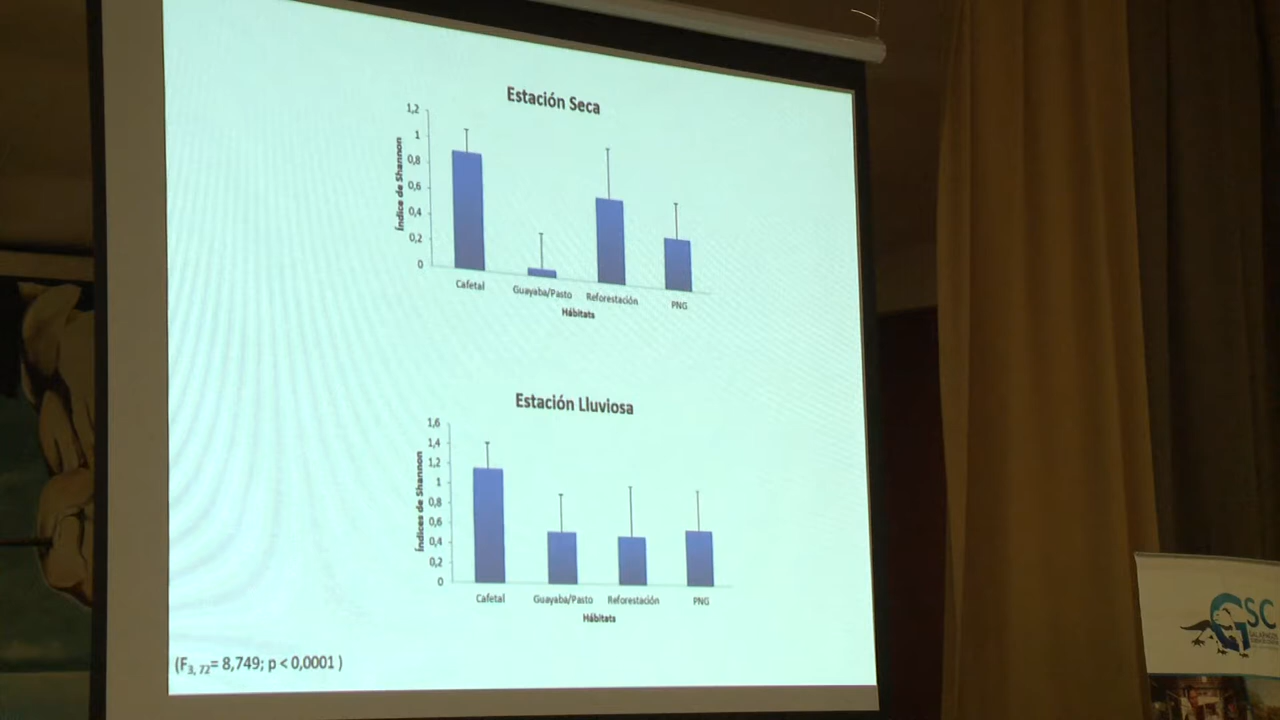 Estación Seca
Índice de Shannon
1,2
1
0,8
0,6
0,4
0,2
0
Cafetal Guayaba/Pasto Reforestación PNG
Hábitats
Estación Lluviosa
Índices de Shannon
1,6
1,4
1,2
1
0,8
0,6
0,4
0,2
0
Cafetal Guayaba/Pasto Reforestación PNG
Hábitats
(F3, 72= 8,749; p < 0,0001 )
GSC